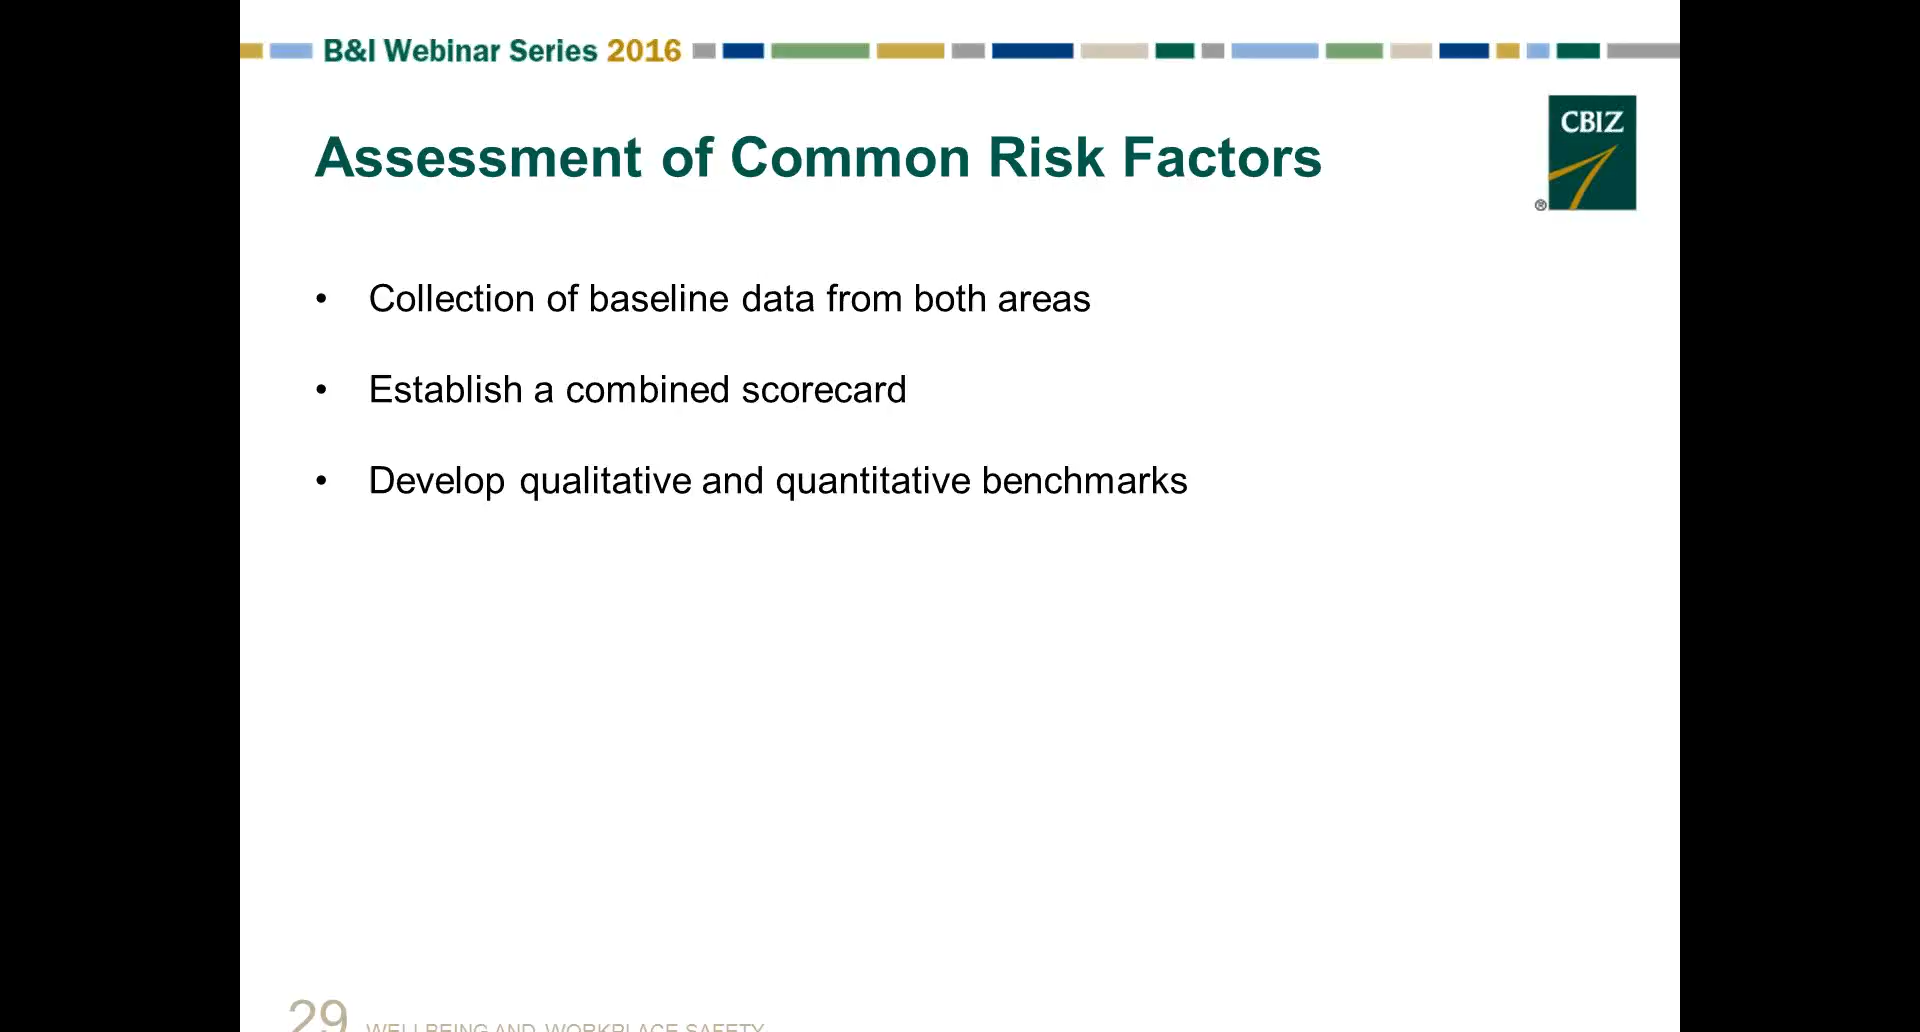 B&I Webinar Series 2016
CBIZ
®
Assessment of Common Risk Factors
• Collection of baseline data from both areas
• Establish a combined scorecard
• Develop qualitative and quantitative benchmarks
29 WELLBEING AND WORKPLACE SAFETY